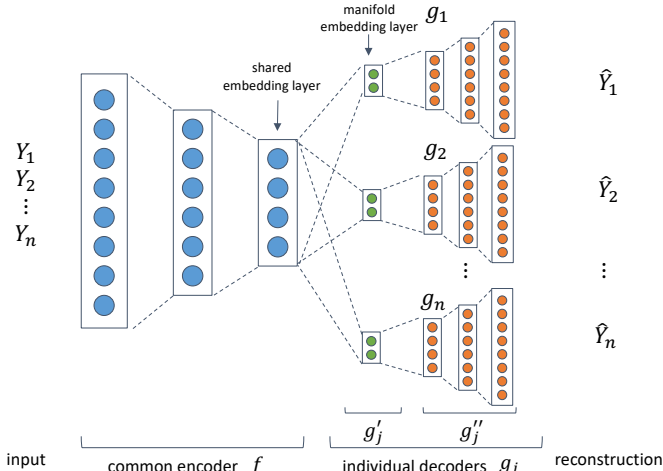 manifold
embedding layer
shared
embedding layer
g₁
Ŷ₁
Y₁
Y₂
⋮
Yₙ
g₂
Ŷ₂
⋮
⋮
gₙ
Ŷₙ
g′ⱼ
g″ⱼ
input
common encoder f
individual decoders gⱼ
reconstruction